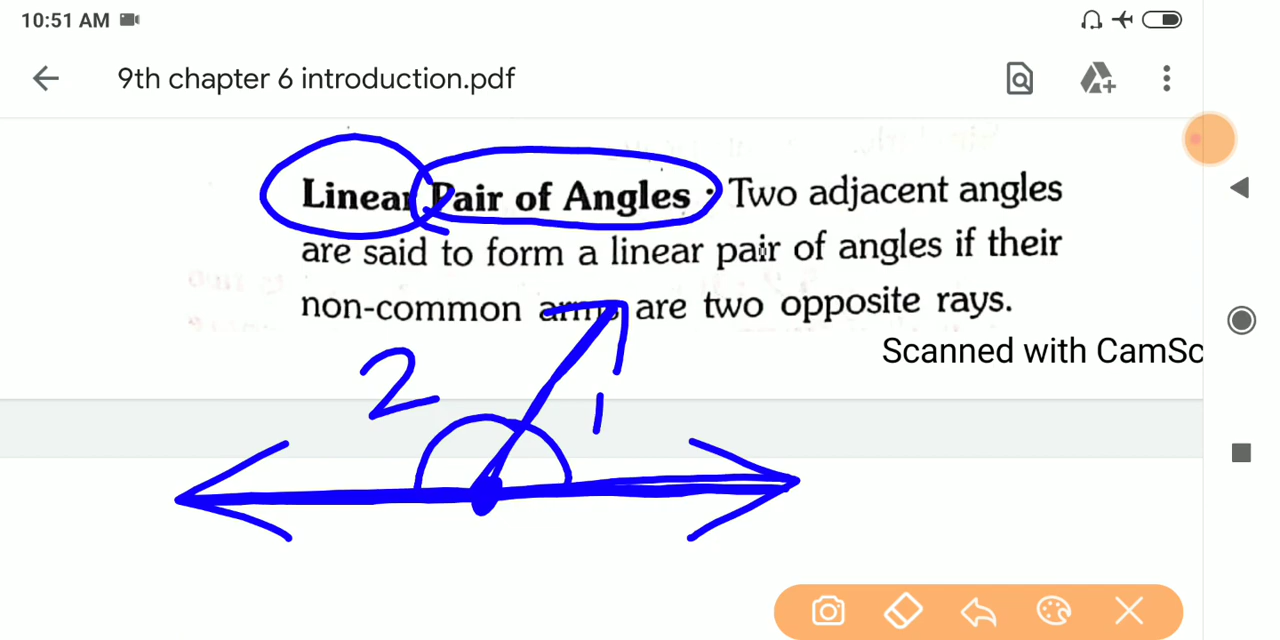 10:51 AM
9th chapter 6 introduction.pdf
Linear Pair of Angles : Two adjacent angles
are said to form a linear pair of angles if their
non-common arms are two opposite rays.
Scanned with CamSc
2
1